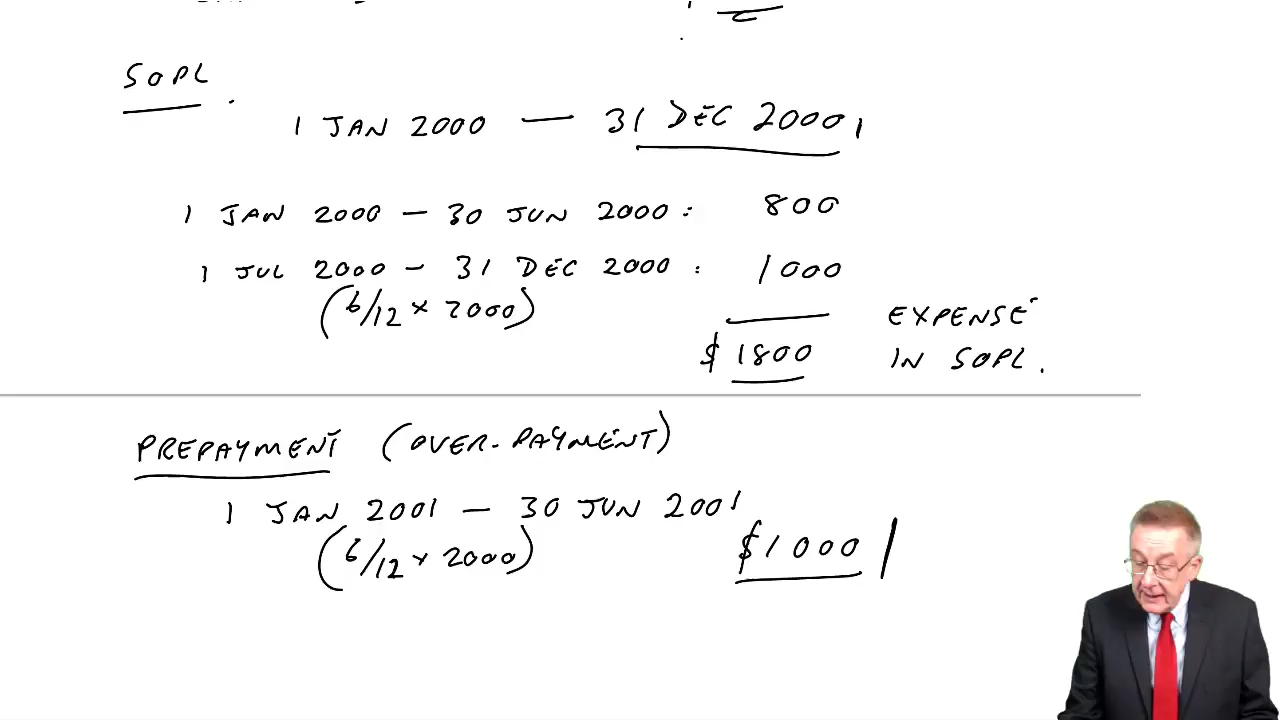 SOPL.
1 JAN 2000 — 31 DEC 2000
1 JAN 2000 – 30 JUN 2000: 800
1 JUL 2000 – 31 DEC 2000: 1000
(6/12 × 2000)
EXPENSE
$ 1800 IN SOPL.
PREPAYMENT (OVER-PAYMENT)
1 JAN 2001 – 30 JUN 2001
(6/12 × 2000) $1000